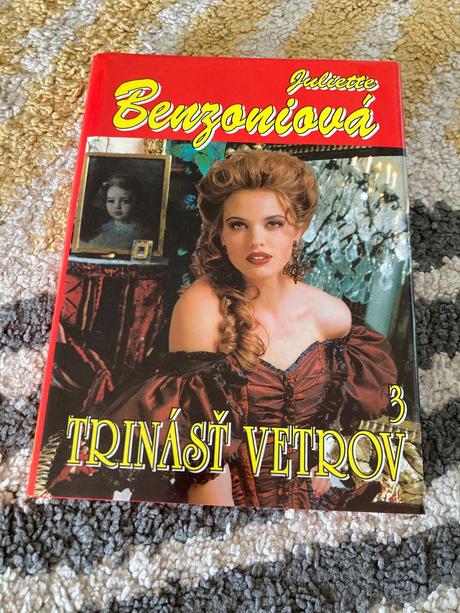 Juliette
Benzoniová
3
TRINÁSŤ VETROV